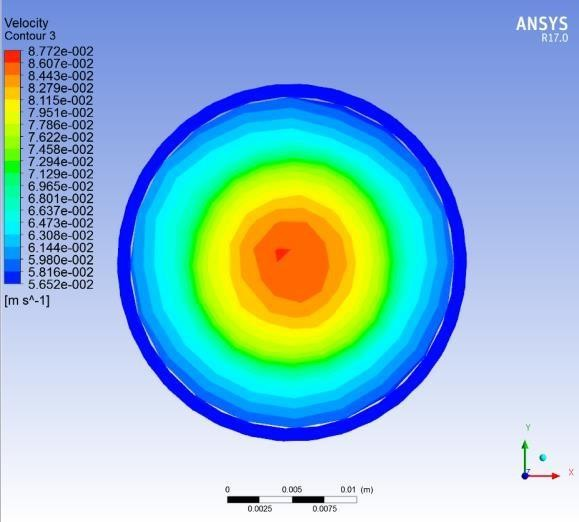 Velocity
Contour 3
8.772e-002
8.607e-002
8.443e-002
8.279e-002
8.115e-002
7.951e-002
7.786e-002
7.622e-002
7.458e-002
7.294e-002
7.129e-002
6.965e-002
6.801e-002
6.637e-002
6.473e-002
6.308e-002
6.144e-002
5.980e-002
5.816e-002
5.652e-002
[m s^-1]
ANSYS
R17.0
Y
Z
X
0 0.005 0.01 (m)
0.0025 0.0075